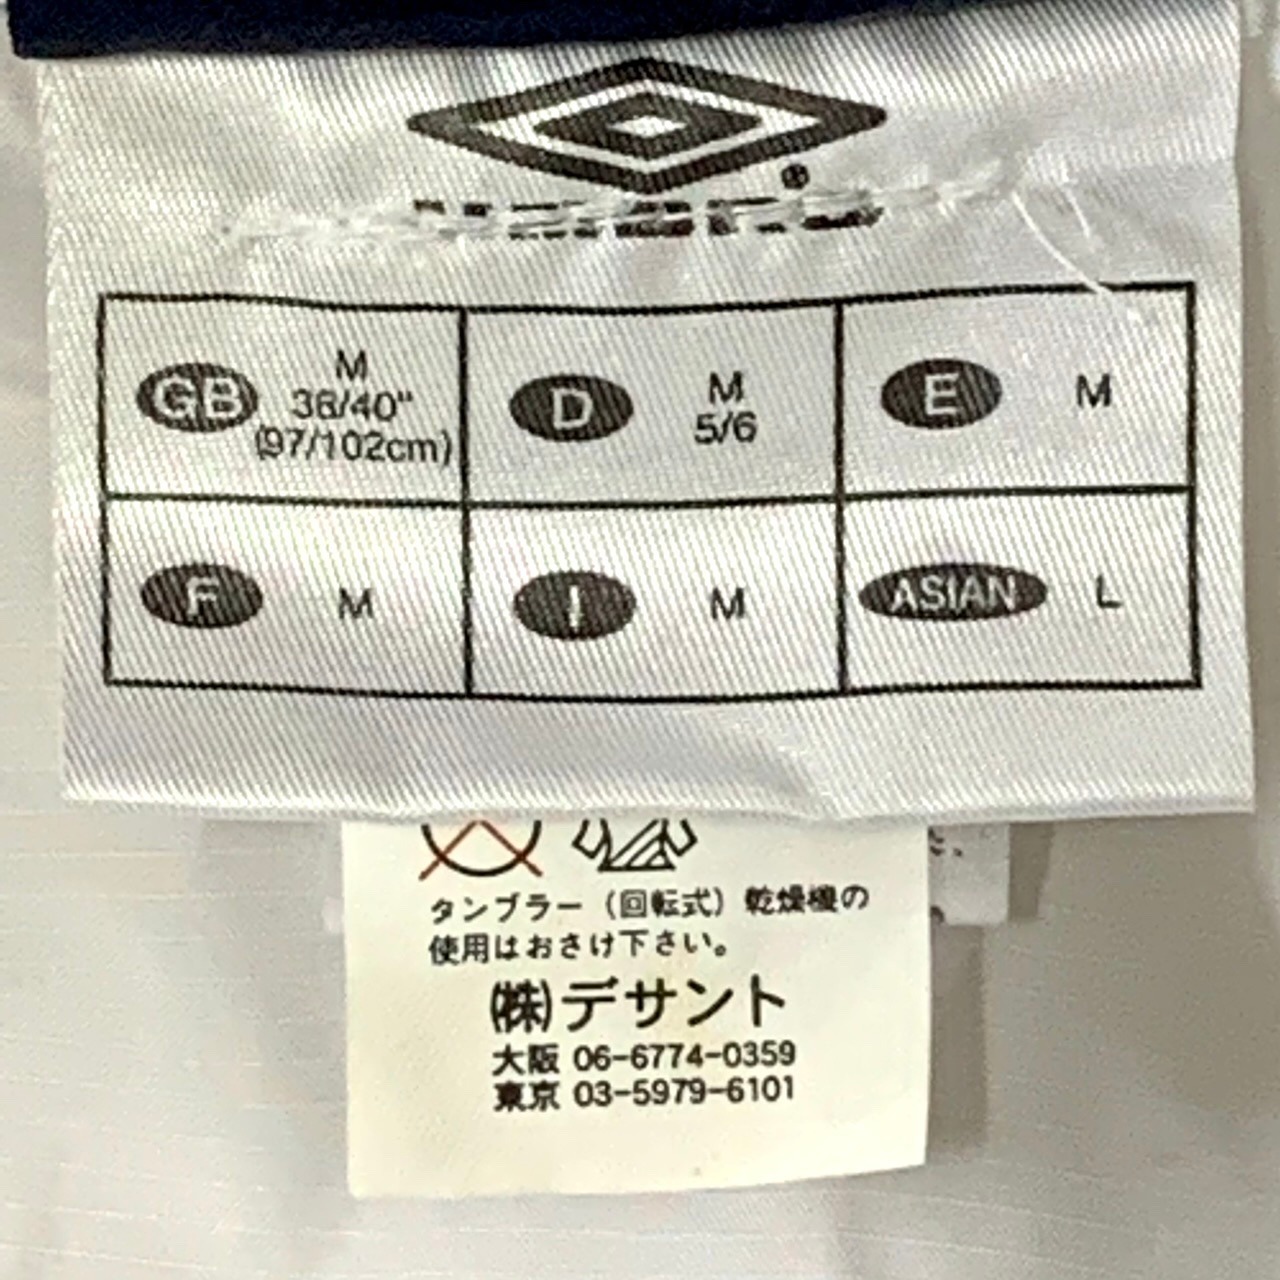 ®
GB M 38/40" (97/102cm)
D M 5/6
E M
F M
I M
ASIAN L
タンブラー（回転式）乾燥機の
使用はおさけ下さい。
㈱デサント
大阪 06-6774-0359
東京 03-5979-6101